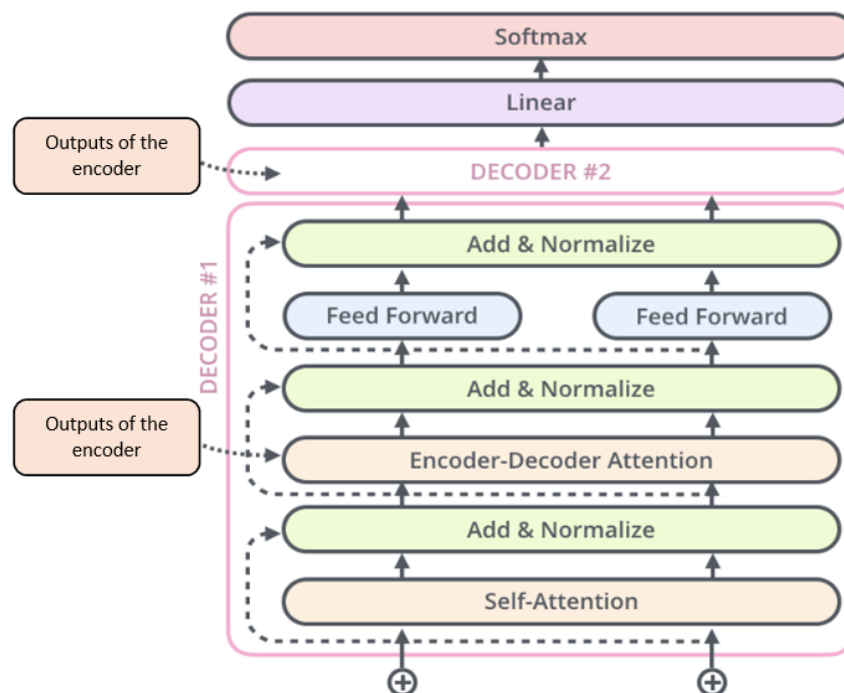 Softmax
Linear
Outputs of the
encoder
DECODER #2
DECODER #1
Add & Normalize
Feed Forward
Feed Forward
Add & Normalize
Outputs of the
encoder
Encoder-Decoder Attention
Add & Normalize
Self-Attention